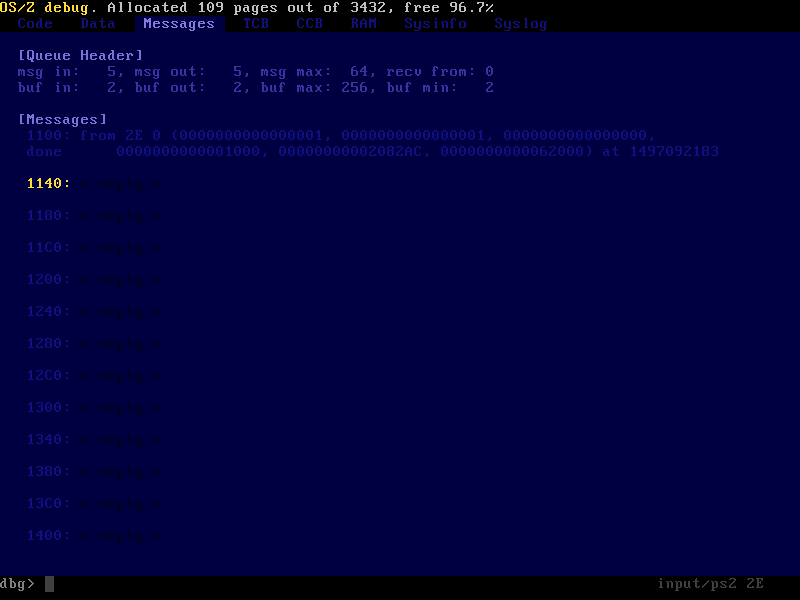 OS/Z debug. Allocated 109 pages out of 3432, free 96.7%
Code Data Messages TCB CCB RAM Sysinfo Syslog
[Queue Header]
msg in: 5, msg out: 5, msg max: 64, recv from: 0
buf in: 2, buf out: 2, buf max: 256, buf min: 2
[Messages]
1100: from 2E 0 (0000000000000001, 0000000000000001, 0000000000000000,
done 0000000000001000, 00000000002082AC, 0000000000062000) at 1497092183
1140: - empty -
1180: - empty -
11C0: - empty -
1200: - empty -
1240: - empty -
1280: - empty -
12C0: - empty -
1300: - empty -
1340: - empty -
1380: - empty -
13C0: - empty -
1400: - empty -
dbg> input/ps2 2E